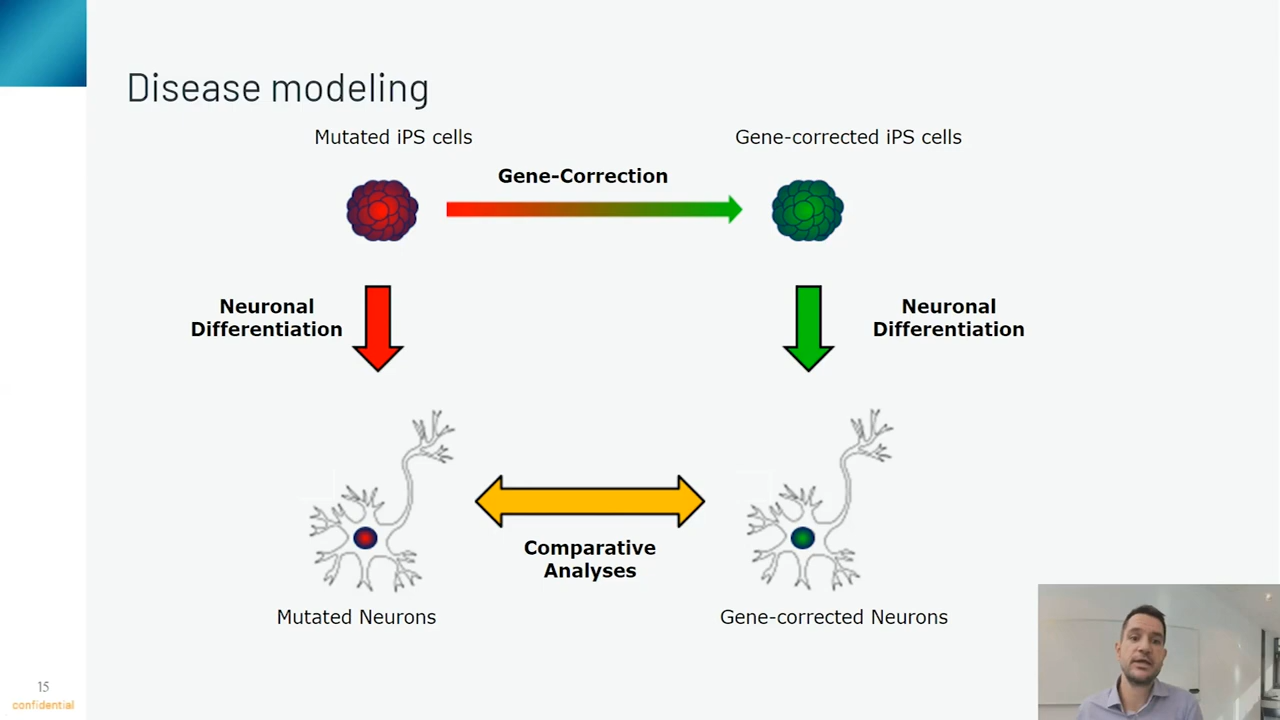 Disease modeling
Mutated iPS cells
Gene-corrected iPS cells
Gene-Correction
Neuronal
Differentiation
Neuronal
Differentiation
Comparative
Analyses
Mutated Neurons
Gene-corrected Neurons
15
confidential